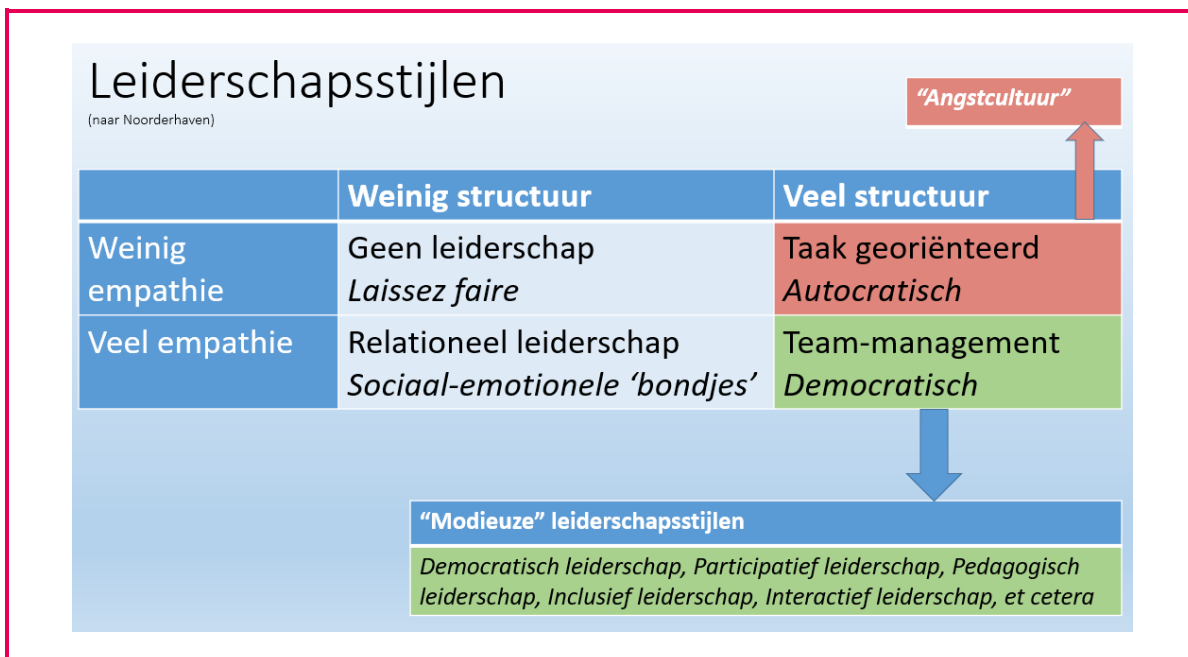 Leiderschapsstijlen
(naar Noorderhaven)
“Angstcultuur”
Weinig structuur
Veel structuur
Weinig
empathie
Geen leiderschap
Laissez faire
Taak georiënteerd
Autocratisch
Veel empathie
Relationeel leiderschap
Sociaal-emotionele ‘bondjes’
Team-management
Democratisch
“Modieuze” leiderschapsstijlen
Democratisch leiderschap, Participatief leiderschap, Pedagogisch
leiderschap, Inclusief leiderschap, Interactief leiderschap, et cetera